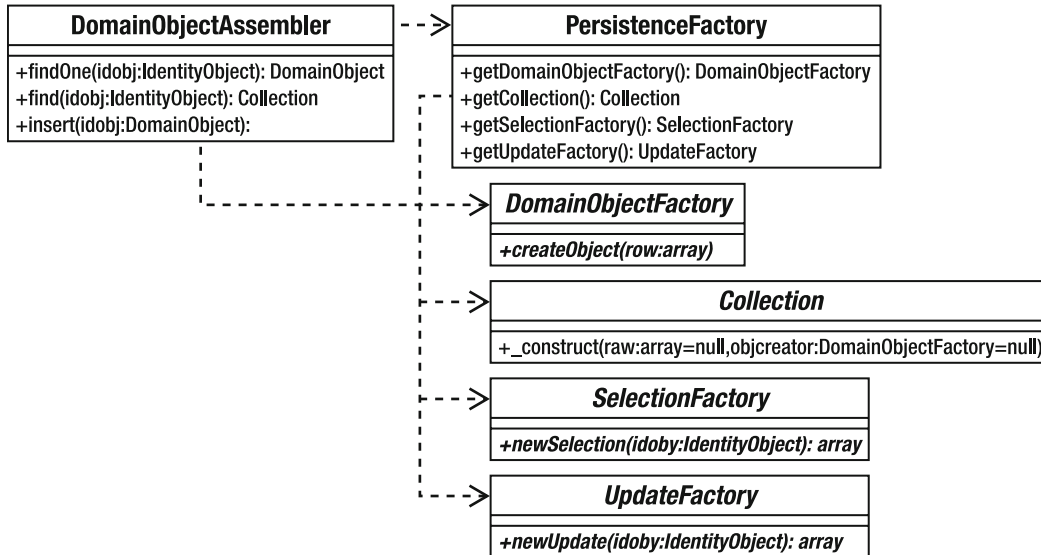 DomainObjectAssembler
+findOne(idobj:IdentityObject): DomainObject
+find(idobj:IdentityObject): Collection
+insert(idobj:DomainObject):
PersistenceFactory
+getDomainObjectFactory(): DomainObjectFactory
+getCollection(): Collection
+getSelectionFactory(): SelectionFactory
+getUpdateFactory(): UpdateFactory
DomainObjectFactory
+createObject(row:array)
Collection
+_construct(raw:array=null,objcreator:DomainObjectFactory=null)
SelectionFactory
+newSelection(idoby:IdentityObject): array
UpdateFactory
+newUpdate(idoby:IdentityObject): array